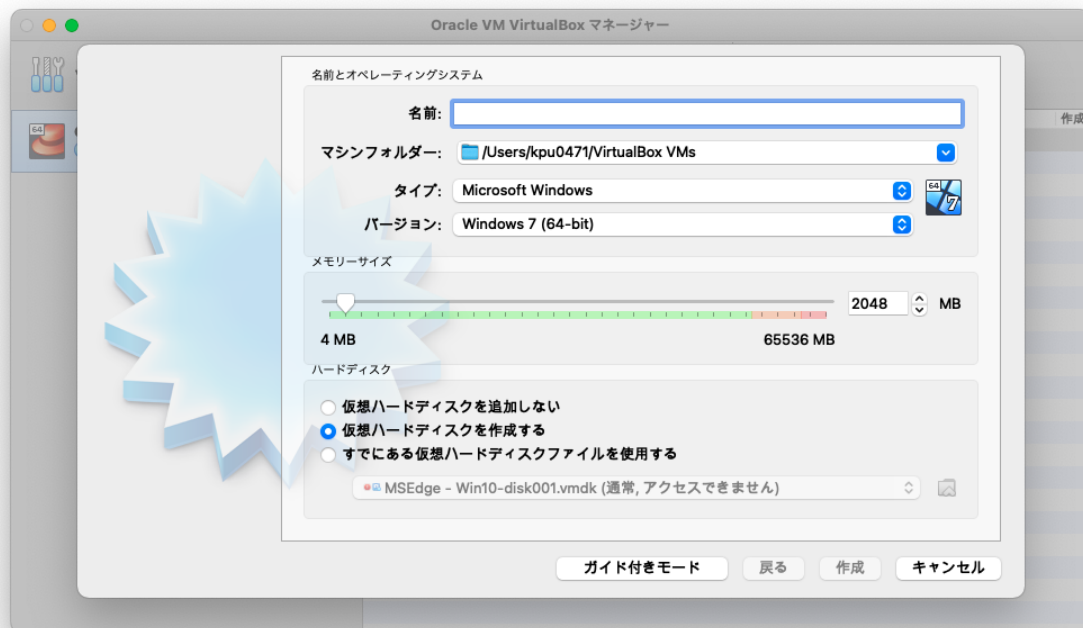 Oracle VM VirtualBox マネージャー
64
作成
名前とオペレーティングシステム
名前:
マシンフォルダー: /Users/kpu0471/VirtualBox VMs
タイプ: Microsoft Windows
64
7
バージョン: Windows 7 (64-bit)
メモリーサイズ
2048 MB
4 MB 65536 MB
ハードディスク
仮想ハードディスクを追加しない
仮想ハードディスクを作成する
すでにある仮想ハードディスクファイルを使用する
MSEdge - Win10-disk001.vmdk (通常, アクセスできません)
ガイド付きモード 戻る 作成 キャンセル